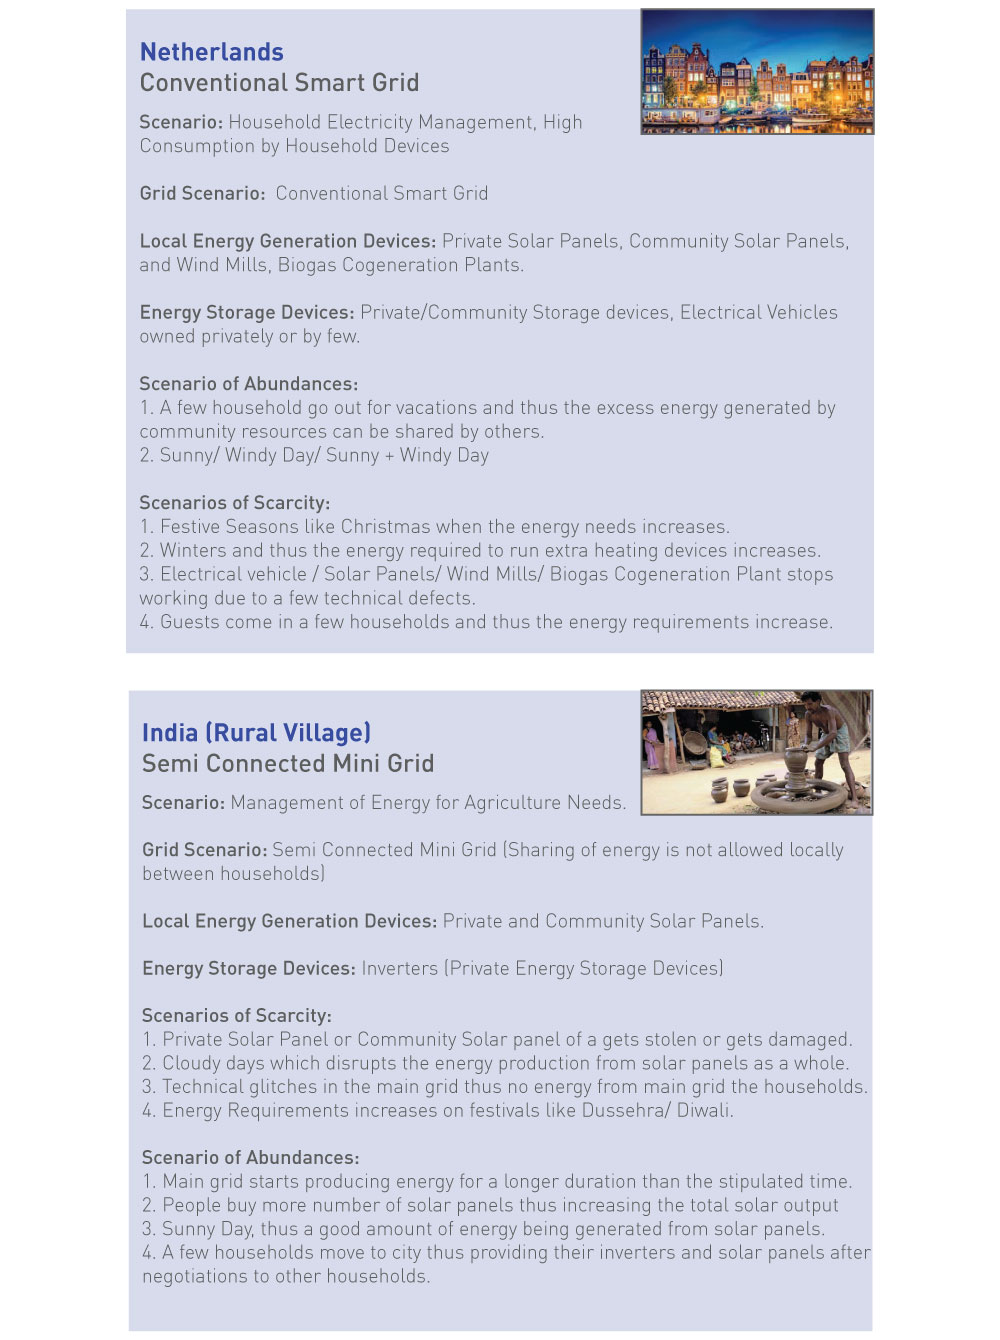 Netherlands
Conventional Smart Grid
Scenario: Household Electricity Management, High
Consumption by Household Devices
Grid Scenario: Conventional Smart Grid
Local Energy Generation Devices: Private Solar Panels, Community Solar Panels,
and Wind Mills, Biogas Cogeneration Plants.
Energy Storage Devices: Private/Community Storage devices, Electrical Vehicles
owned privately or by few.
Scenario of Abundances:
1. A few household go out for vacations and thus the excess energy generated by
community resources can be shared by others.
2. Sunny/ Windy Day/ Sunny + Windy Day
Scenarios of Scarcity:
1. Festive Seasons like Christmas when the energy needs increases.
2. Winters and thus the energy required to run extra heating devices increases.
3. Electrical vehicle / Solar Panels/ Wind Mills/ Biogas Cogeneration Plant stops
working due to a few technical defects.
4. Guests come in a few households and thus the energy requirements increase.
India (Rural Village)
Semi Connected Mini Grid
Scenario: Management of Energy for Agriculture Needs.
Grid Scenario: Semi Connected Mini Grid (Sharing of energy is not allowed locally
between households)
Local Energy Generation Devices: Private and Community Solar Panels.
Energy Storage Devices: Inverters (Private Energy Storage Devices)
Scenarios of Scarcity:
1. Private Solar Panel or Community Solar panel of a gets stolen or gets damaged.
2. Cloudy days which disrupts the energy production from solar panels as a whole.
3. Technical glitches in the main grid thus no energy from main grid the households.
4. Energy Requirements increases on festivals like Dussehra/ Diwali.
Scenario of Abundances:
1. Main grid starts producing energy for a longer duration than the stipulated time.
2. People buy more number of solar panels thus increasing the total solar output
3. Sunny Day, thus a good amount of energy being generated from solar panels.
4. A few households move to city thus providing their inverters and solar panels after
negotiations to other households.